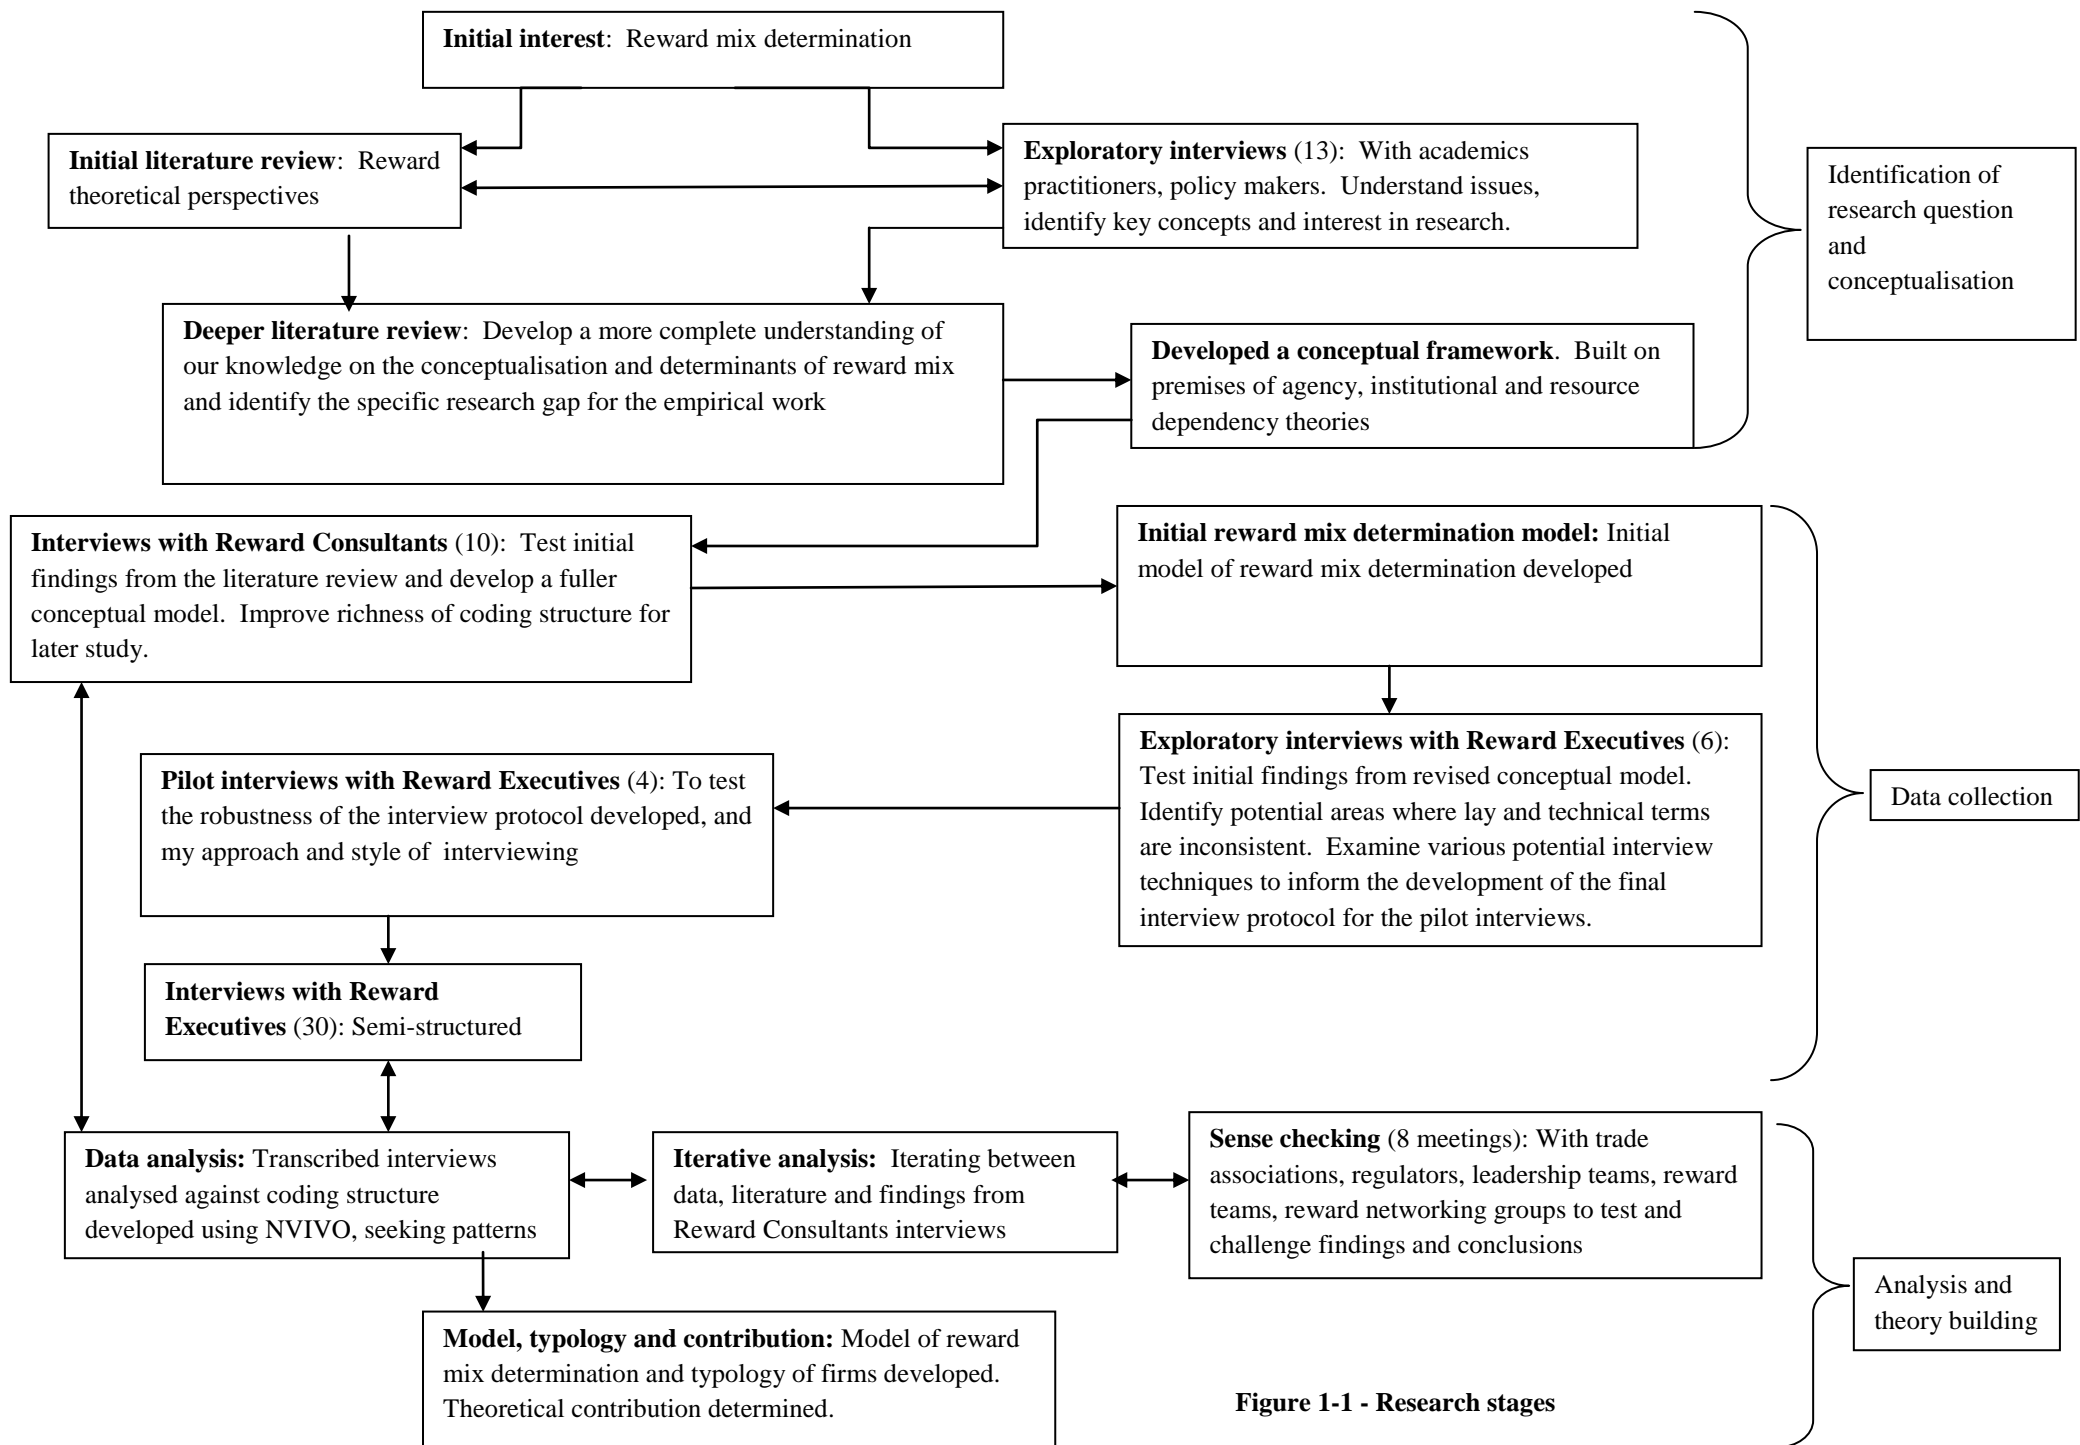 Initial interest:  Reward mix determination
Initial literature review:  Reward
theoretical perspectives
Exploratory interviews (13):  With academics
practitioners, policy makers.  Understand issues,
identify key concepts and interest in research.
Identification of
research question
and
conceptualisation
Deeper literature review:  Develop a more complete understanding of
our knowledge on the conceptualisation and determinants of reward mix
and identify the specific research gap for the empirical work
Developed a conceptual framework.  Built on
premises of agency, institutional and resource
dependency theories
Interviews with Reward Consultants (10):  Test initial
findings from the literature review and develop a fuller
conceptual model.  Improve richness of coding structure for
later study.
Initial reward mix determination model: Initial
model of reward mix determination developed
Exploratory interviews with Reward Executives (6):
Test initial findings from revised conceptual model.
Identify potential areas where lay and technical terms
are inconsistent.  Examine various potential interview
techniques to inform the development of the final
interview protocol for the pilot interviews.
Pilot interviews with Reward Executives (4): To test
the robustness of the interview protocol developed, and
my approach and style of  interviewing
Data collection
Interviews with Reward
Executives (30): Semi-structured
Data analysis: Transcribed interviews
analysed against coding structure
developed using NVIVO, seeking patterns
Iterative analysis:  Iterating between
data, literature and findings from
Reward Consultants interviews
Sense checking (8 meetings): With trade
associations, regulators, leadership teams, reward
teams, reward networking groups to test and
challenge findings and conclusions
Analysis and
theory building
Model, typology and contribution: Model of reward
mix determination and typology of firms developed.
Theoretical contribution determined.
Figure 1-1 - Research stages